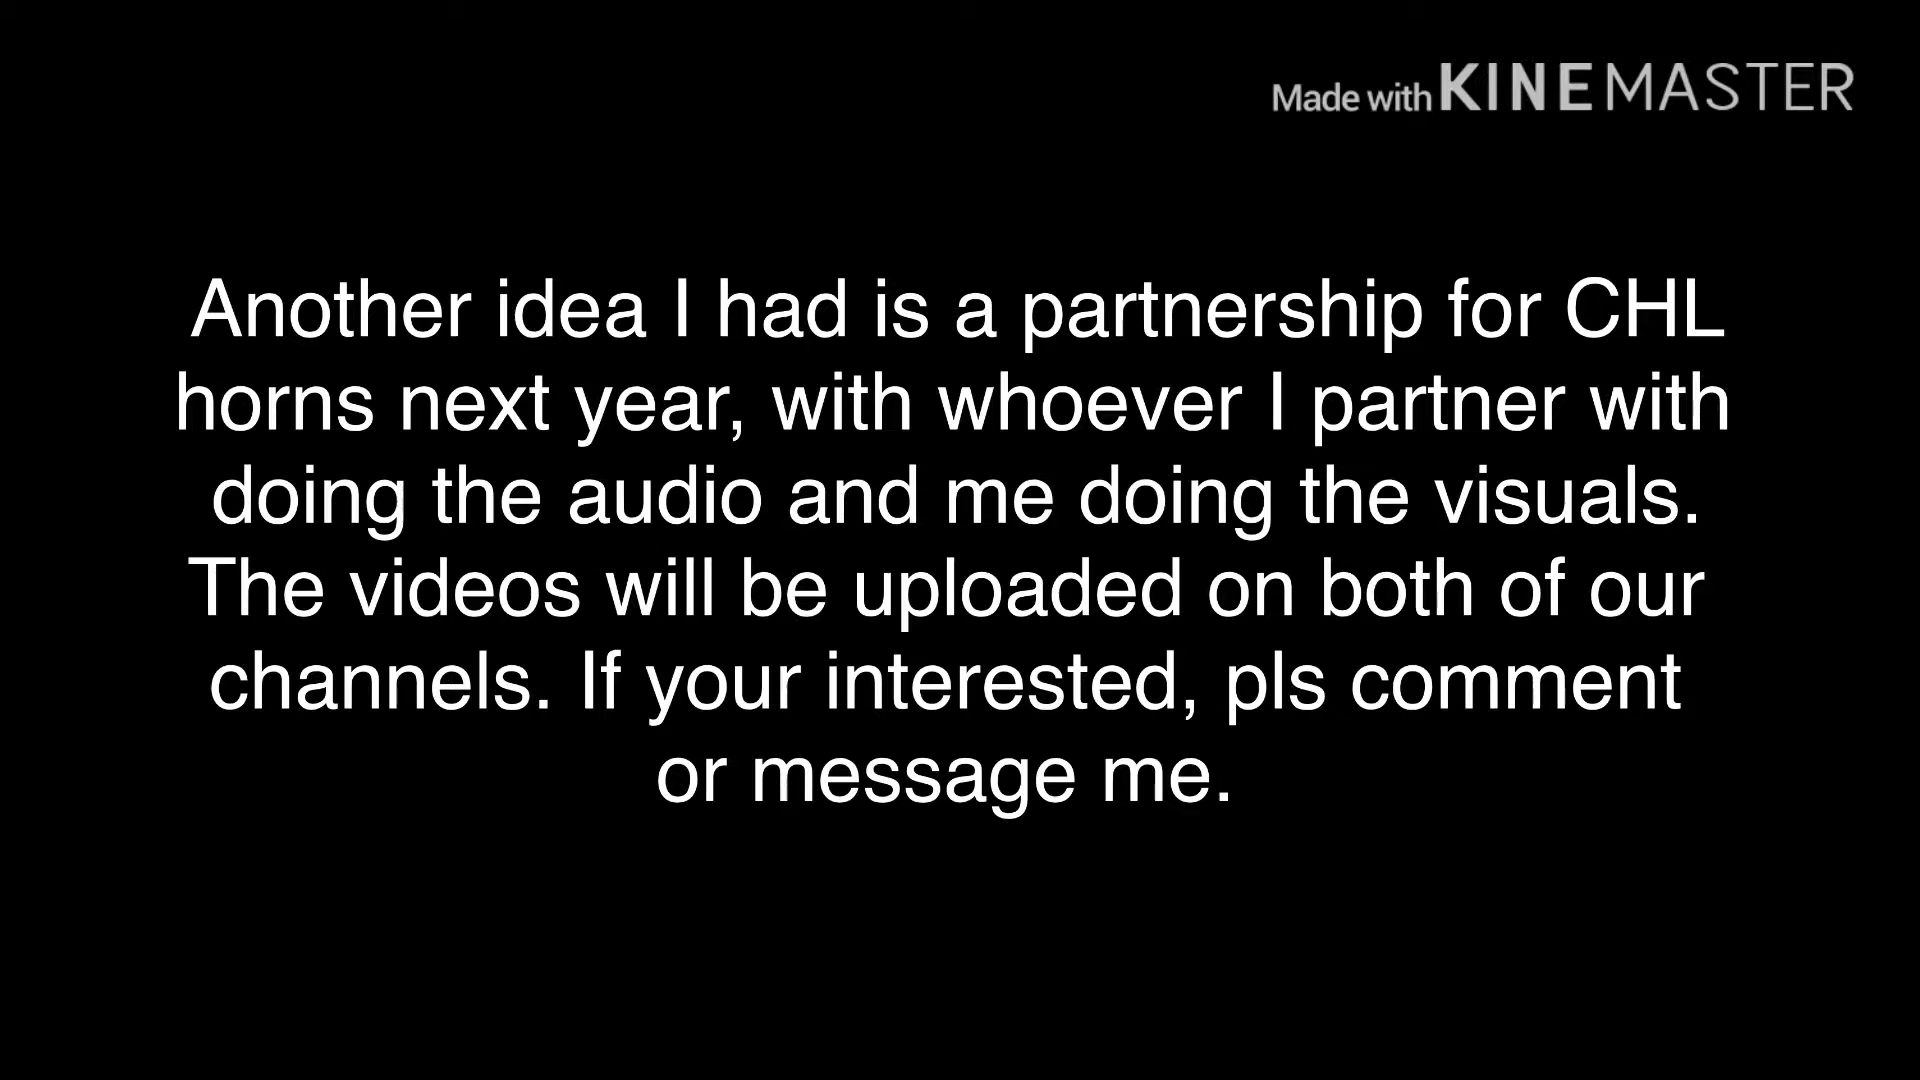 Made with KINEMASTER
Another idea I had is a partnership for CHL
horns next year, with whoever I partner with
doing the audio and me doing the visuals.
The videos will be uploaded on both of our
channels. If your interested, pls comment
or message me.